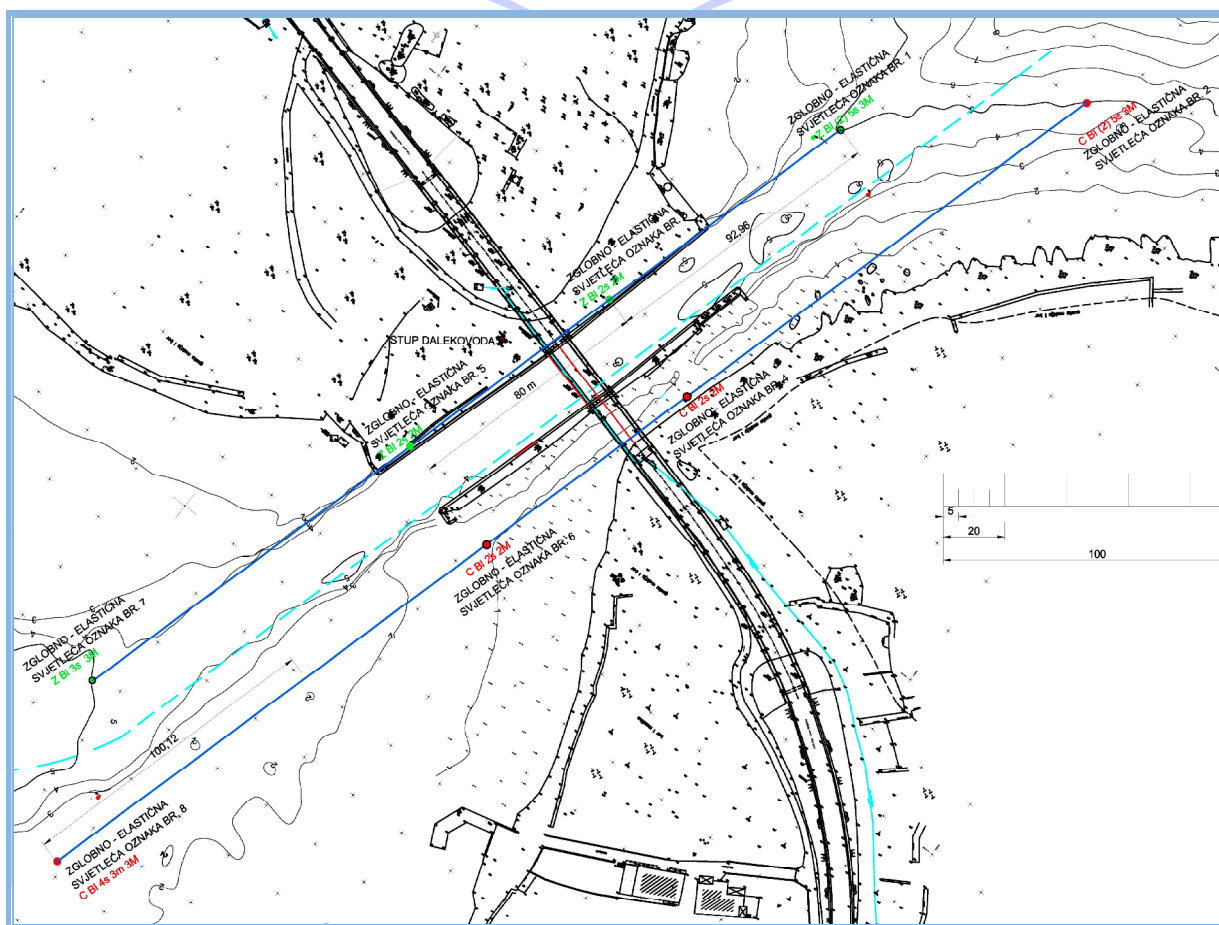 ZGLOBNO - ELASTIČNA
SVJETLEĆA OZNAKA BR. 1
Z Bl (2) 5s 3M
C Bl (2) 5s 3M
ZGLOBNO - ELASTIČNA
SVJETLEĆA OZNAKA BR. 2
ZGLOBNO - ELASTIČNA
SVJETLEĆA OZNAKA BR.
Z Bl 2s 2M
92,96
STUP DALEKOVODA
80 m
ZGLOBNO - ELASTIČNA
SVJETLEĆA OZNAKA BR. 5
Z Bl 2s 2M
C Bl 2s 2M
ZGLOBNO - ELASTIČNA
SVJETLEĆA OZNAKA BR. 4
C Bl 2s 2M
ZGLOBNO - ELASTIČNA
SVJETLEĆA OZNAKA BR. 6
5
20
100
ZGLOBNO - ELASTIČNA
SVJETLEĆA OZNAKA BR. 7
Z Bl 3s 3M
100,12
ZGLOBNO - ELASTIČNA
SVJETLEĆA OZNAKA BR. 8
C Bl 4s 3m 3M